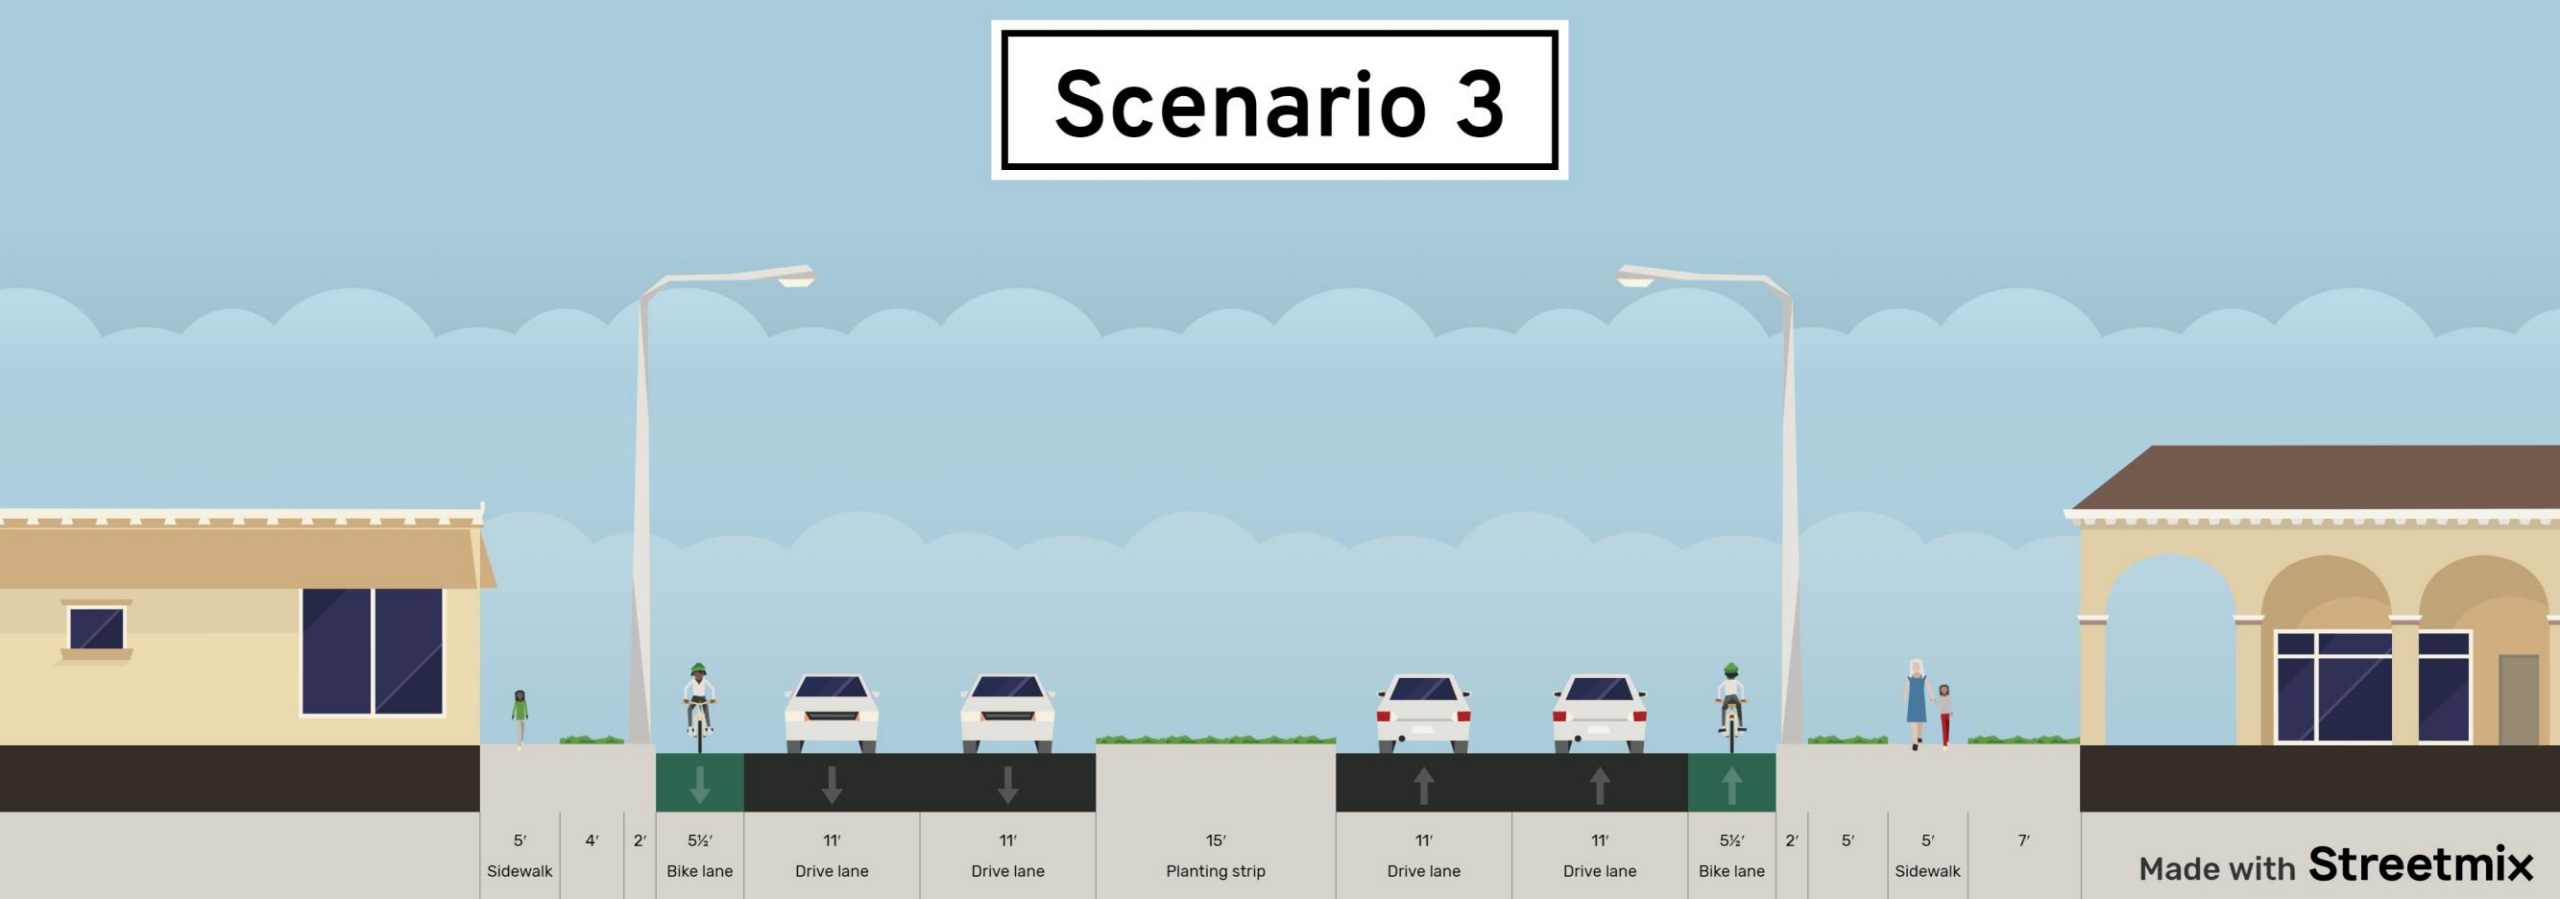 Scenario 3
5′ 4′ 2′ 5½′ 11′ 11′ 15′ 11′ 11′ 5½′ 2′ 5′ 5′ 7′
Sidewalk Bike lane Drive lane Drive lane Planting strip Drive lane Drive lane Bike lane Sidewalk
Made with Streetmix